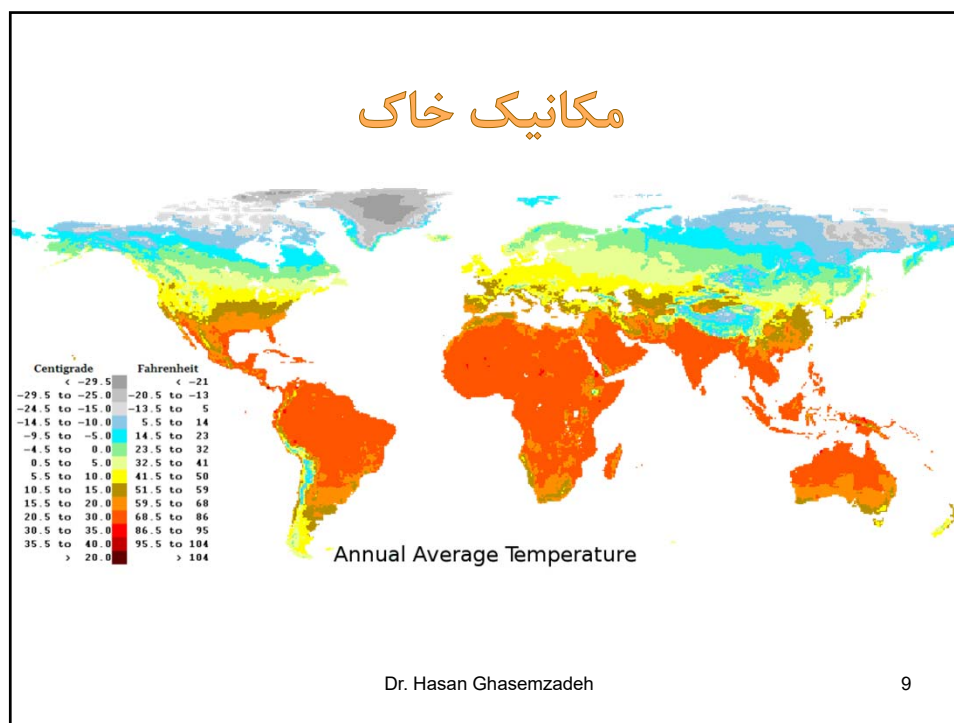 مکانیک خاک
Centigrade Fahrenheit
< -29.5 < -21
-29.5 to -25.0 -20.5 to -13
-24.5 to -15.0 -13.5 to 5
-14.5 to -10.0 5.5 to 14
-9.5 to -5.0 14.5 to 23
-4.5 to 0.0 23.5 to 32
0.5 to 5.0 32.5 to 41
5.5 to 10.0 41.5 to 50
10.5 to 15.0 51.5 to 59
15.5 to 20.0 59.5 to 68
20.5 to 30.0 68.5 to 86
30.5 to 35.0 86.5 to 95
35.5 to 40.0 95.5 to 104
> 20.0 > 104
Annual Average Temperature
Dr. Hasan Ghasemzadeh 9